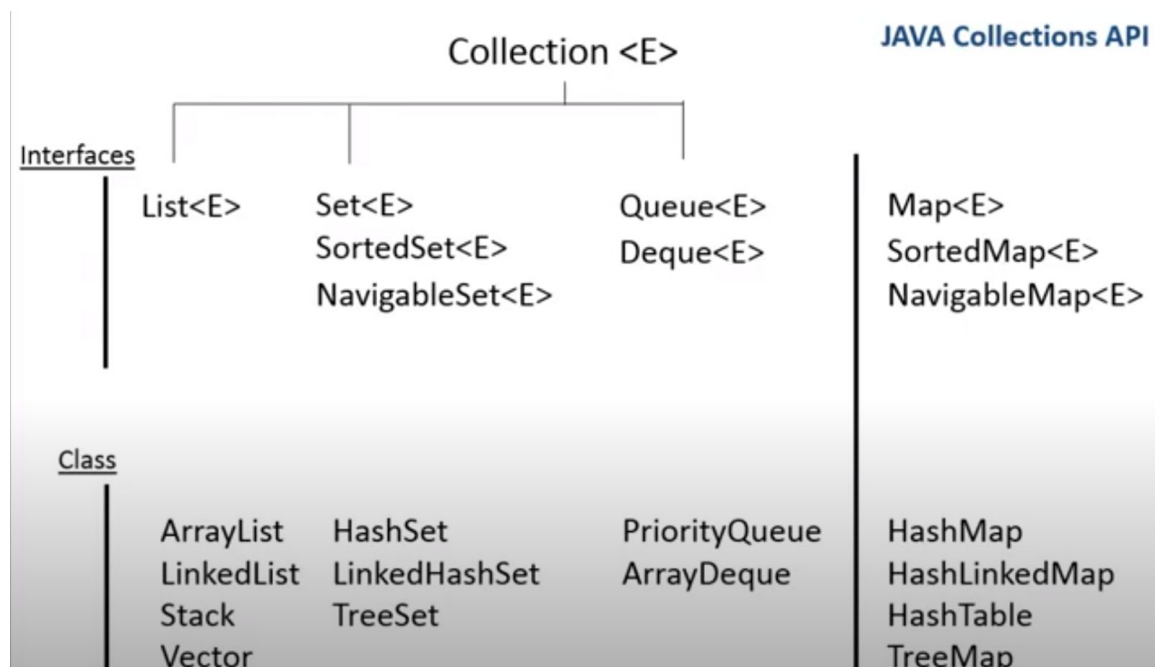 JAVA Collections API
Collection <E>
Interfaces
List<E>
Set<E>
SortedSet<E>
NavigableSet<E>
Queue<E>
Deque<E>
Map<E>
SortedMap<E>
NavigableMap<E>
Class
ArrayList
LinkedList
Stack
Vector
HashSet
LinkedHashSet
TreeSet
PriorityQueue
ArrayDeque
HashMap
HashLinkedMap
HashTable
TreeMap